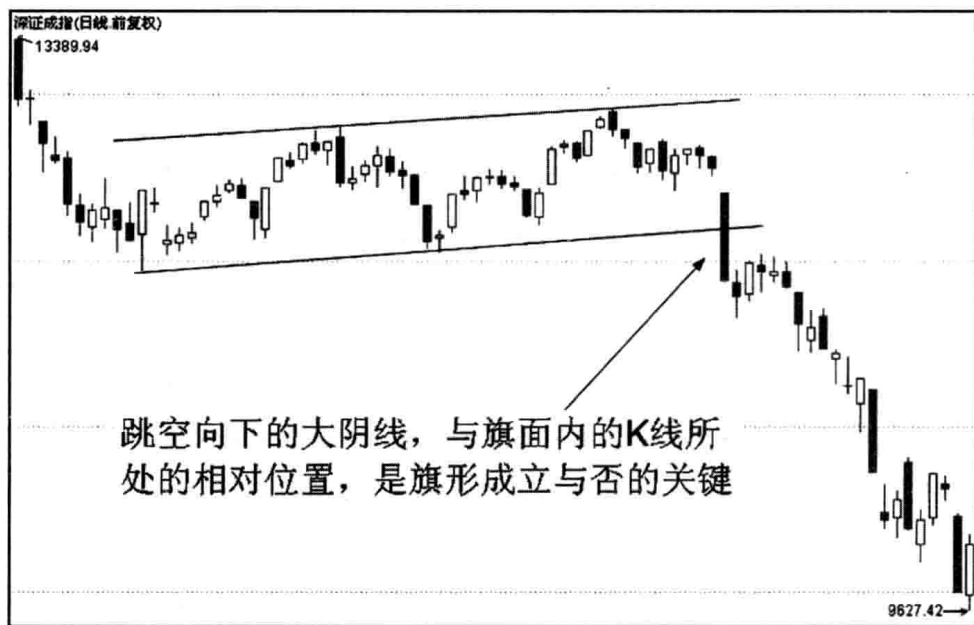 深证成指(日线.前复权)
13389.94
跳空向下的大阴线，与旗面内的K线所
处的相对位置，是旗形成立与否的关键
9627.42